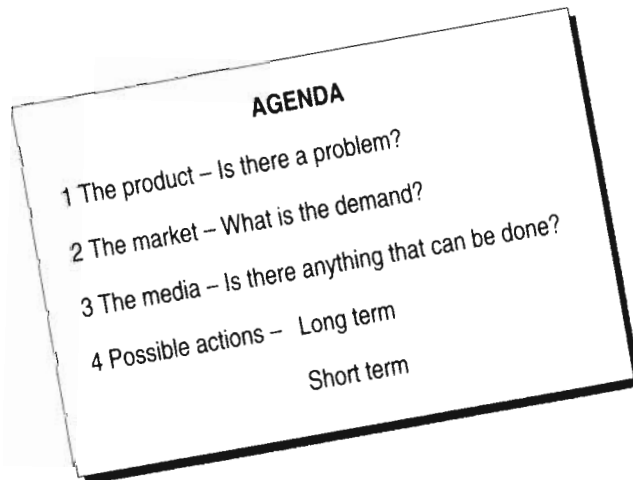 AGENDA
1 The product – Is there a problem?
2 The market – What is the demand?
3 The media – Is there anything that can be done?
4 Possible actions – Long term
Short term